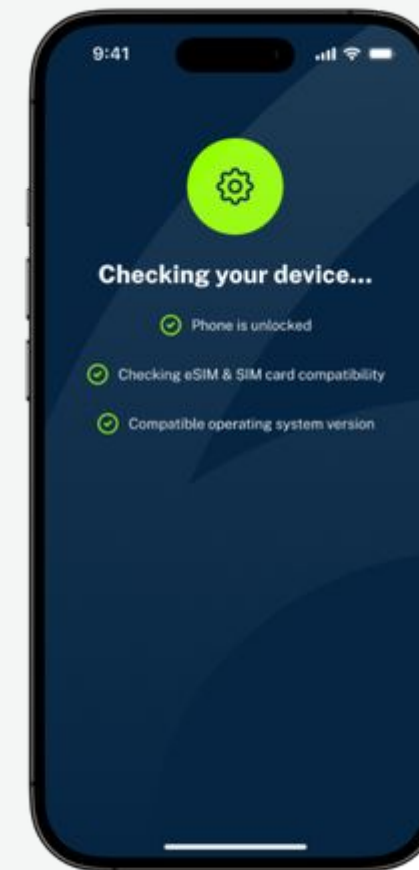 9:41
Checking your device...
Phone is unlocked
Checking eSIM & SIM card compatibility
Compatible operating system version